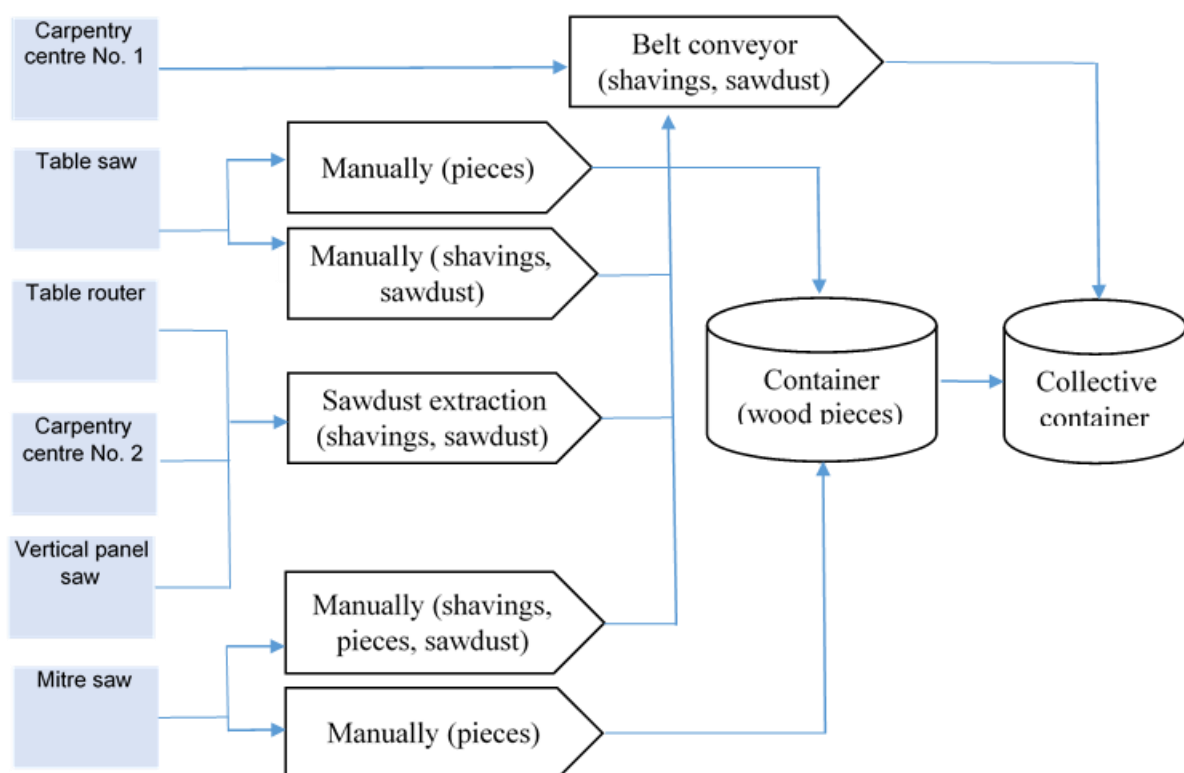 Carpentry
centre No. 1
Belt conveyor
(shavings, sawdust)
Table saw
Manually (pieces)
Manually (shavings,
sawdust)
Table router
Sawdust extraction
(shavings, sawdust)
Carpentry
centre No. 2
Container
(wood pieces)
Collective
container
Vertical panel
saw
Manually (shavings,
pieces, sawdust)
Mitre saw
Manually (pieces)